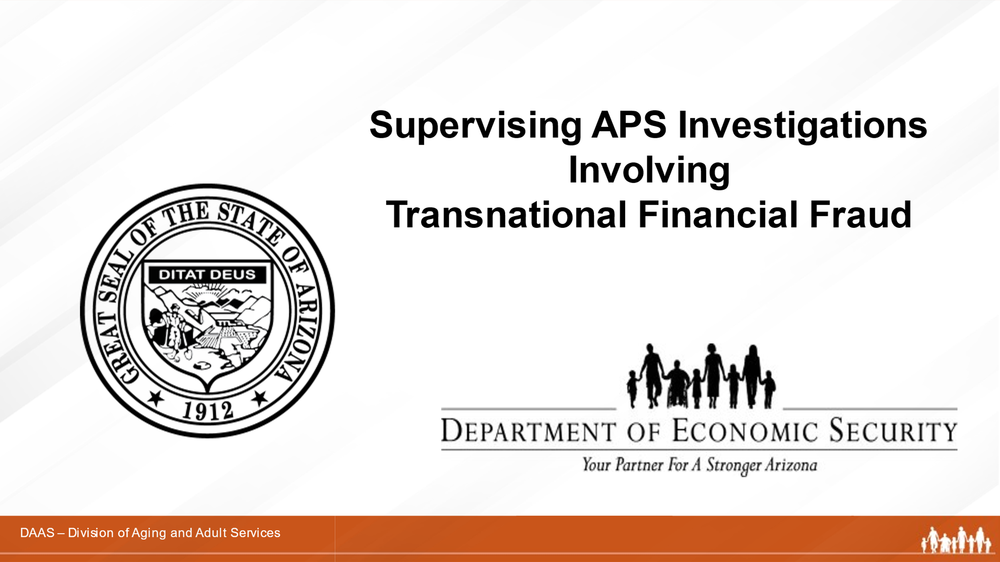 Supervising APS Investigations
Involving
Transnational Financial Fraud
GREAT SEAL OF THE STATE OF ARIZONA
DITAT DEUS
1912
DEPARTMENT OF ECONOMIC SECURITY
Your Partner For A Stronger Arizona
DAAS – Division of Aging and Adult Services